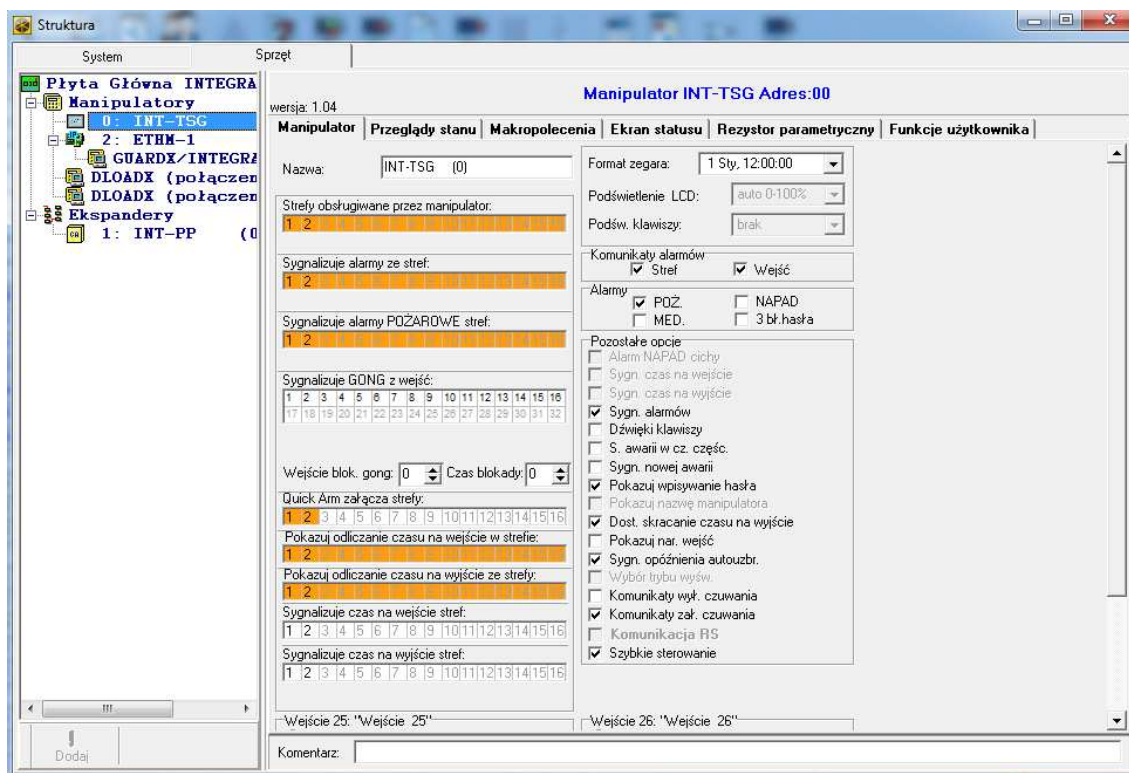 Struktura
System Sprzęt
Płyta Główna INTEGRA
Manipulatory
0: INT-TSG
2: ETHM-1
GUARDX/INTEGRA
DLOADX (połączen
DLOADX (połączen
Ekspandery
1: INT-PP (0
Dodaj
Manipulator INT-TSG Adres:00
wersja: 1.04
Manipulator Przeglądy stanu Makropolecenia Ekran statusu Rezystor parametryczny Funkcje użytkownika
Nazwa: INT-TSG (0)
Strefy obsługiwane przez manipulator:
1 2
Sygnalizuje alarmy ze stref:
1 2
Sygnalizuje alarmy POŻAROWE stref:
1 2
Sygnalizuje GONG z wejść:
1 2 3 4 5 6 7 8 9 10 11 12 13 14 15 16
17 18 19 20 21 22 23 24 25 26 27 28 29 30 31 32
Wejście blok. gong: 0 Czas blokady: 0
Quick Arm załącza strefy:
1 2 3 4 5 6 7 8 9 10 11 12 13 14 15 16
Pokazuj odliczanie czasu na wejście w strefie:
1 2
Pokazuj odliczanie czasu na wyjście ze strefy:
1 2
Sygnalizuje czas na wejście stref:
1 2 3 4 5 6 7 8 9 10 11 12 13 14 15 16
Sygnalizuje czas na wyjście stref:
1 2 3 4 5 6 7 8 9 10 11 12 13 14 15 16
Format zegara: 1 Sty, 12:00:00
Podświetlenie LCD: auto 0-100%
Podśw. klawiszy: brak
Komunikaty alarmów
Stref Wejść
Alarmy
POŻ. NAPAD
MED. 3 bł.hasła
Pozostałe opcje
Alarm NAPAD cichy
Sygn. czas na wejście
Sygn. czas na wyjście
Sygn. alarmów
Dźwięki klawiszy
S. awarii w cz. częśc.
Sygn. nowej awarii
Pokazuj wpisywanie hasła
Pokazuj nazwę manipulatora
Dost. skracanie czasu na wyjście
Pokazuj nar. wejść
Sygn. opóźnienia autouzbr.
Wybór trybu wyśw.
Komunikaty wył. czuwania
Komunikaty zał. czuwania
Komunikacja RS
Szybkie sterowanie
Wejście 25: "Wejście 25" Wejście 26: "Wejście 26"
Komentarz: